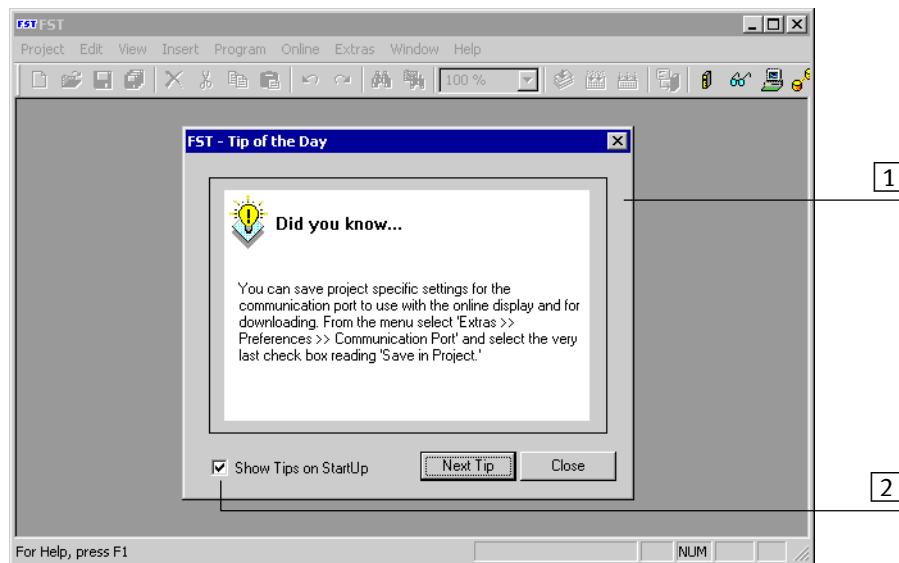 FST FST
Project Edit View Insert Program Online Extras Window Help
100 %
FST - Tip of the Day
1
Did you know...
You can save project specific settings for the
communication port to use with the online display and for
downloading. From the menu select 'Extras >>
Preferences >> Communication Port' and select the very
last check box reading 'Save in Project.'
Show Tips on StartUp Next Tip Close
2
For Help, press F1 NUM